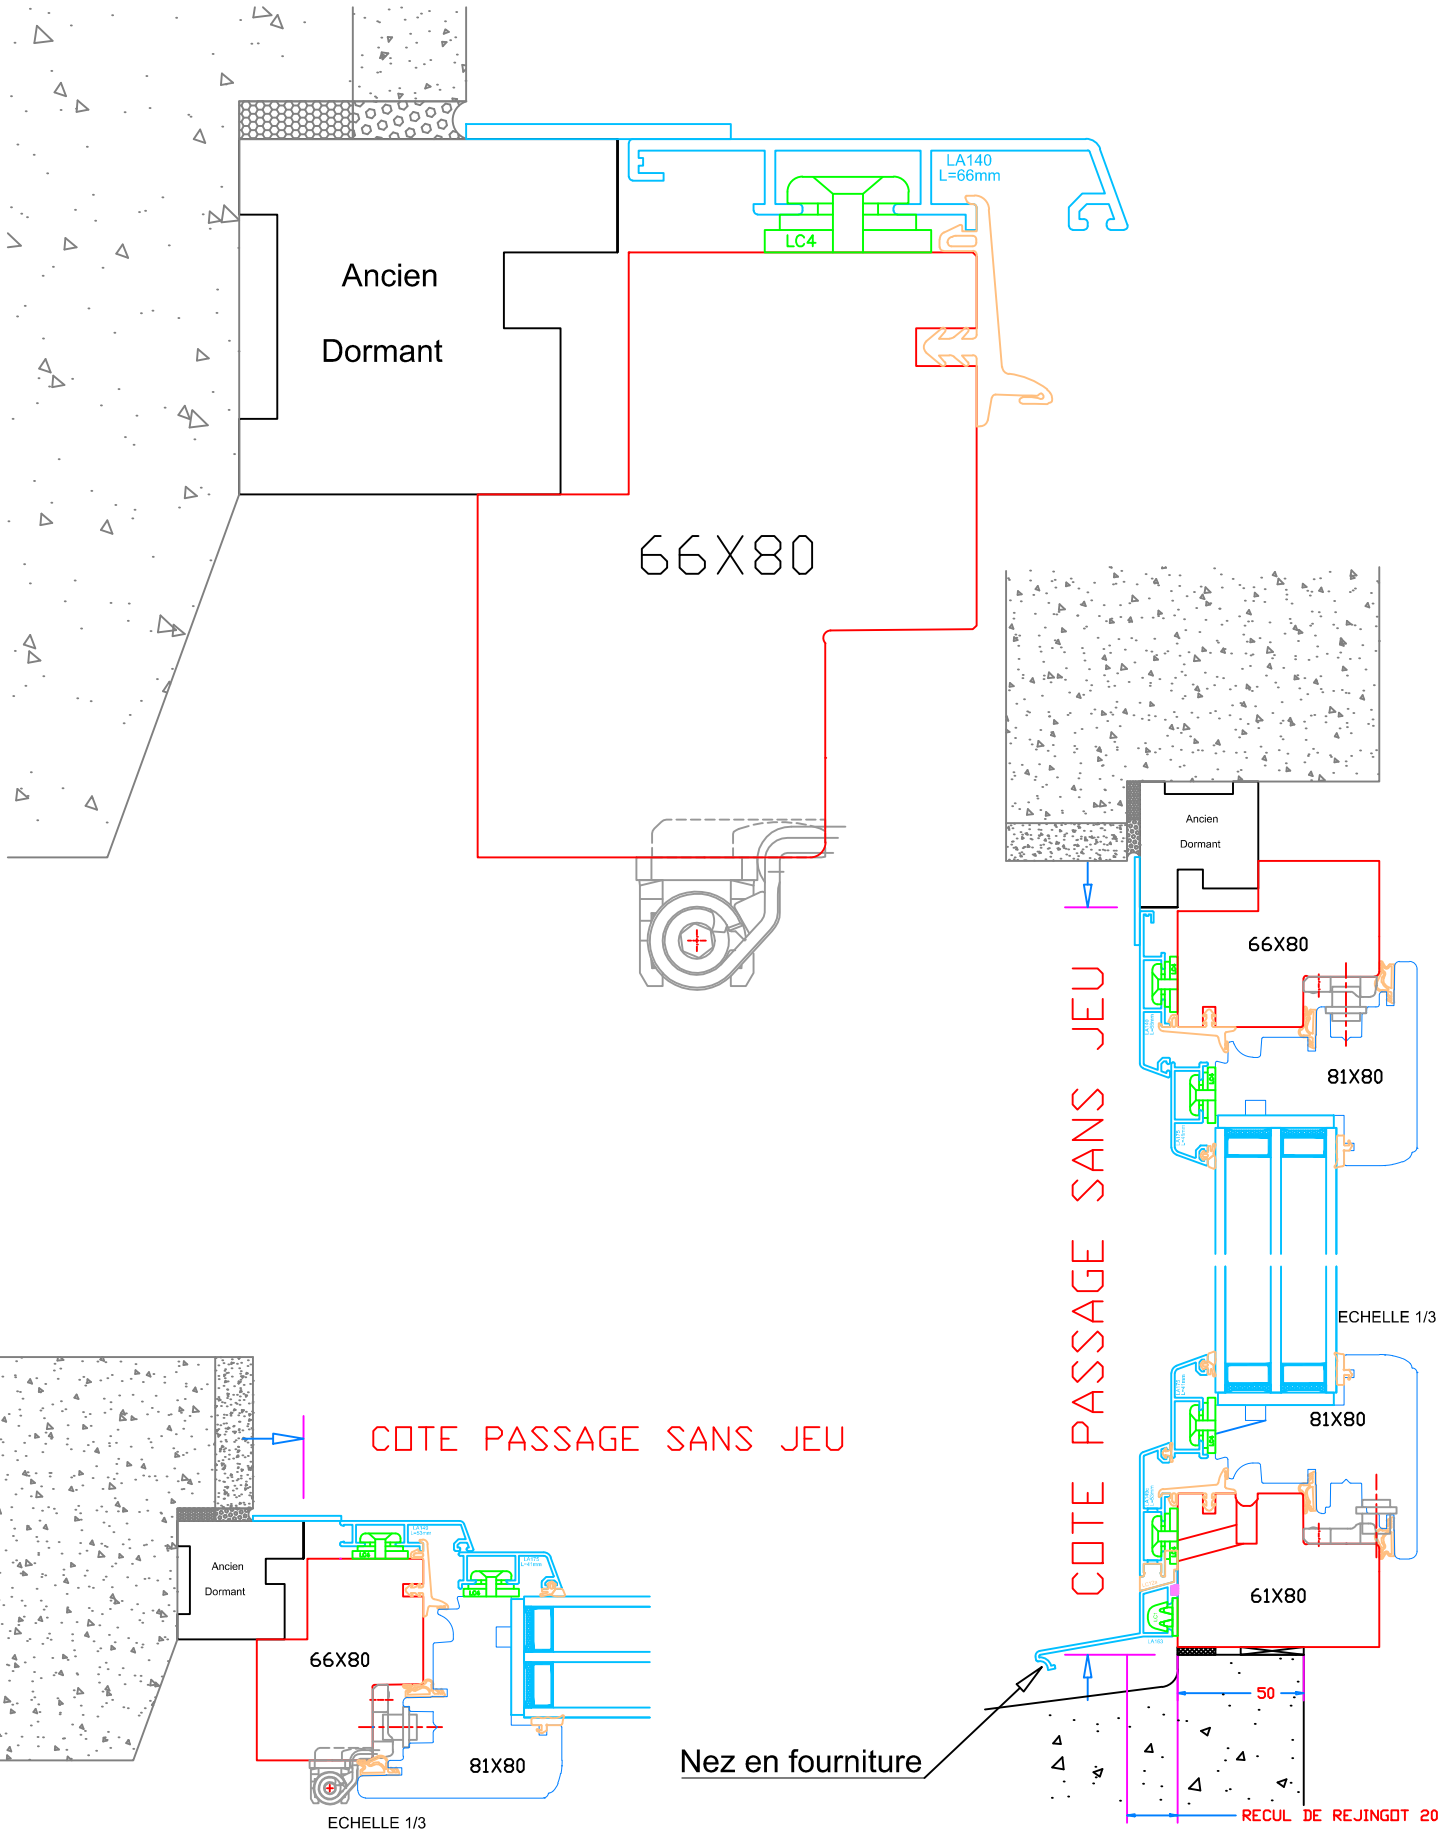 LA140
L=66mm
LC4
Ancien
Dormant
66X80
Ancien
Dormant
66X80
81X80
COTE PASSAGE SANS JEU
ECHELLE 1/3
81X80
61X80
50
RECUL DE REJINGOT 20
Nez en fourniture
COTE PASSAGE SANS JEU
Ancien
Dormant
66X80
81X80
ECHELLE 1/3